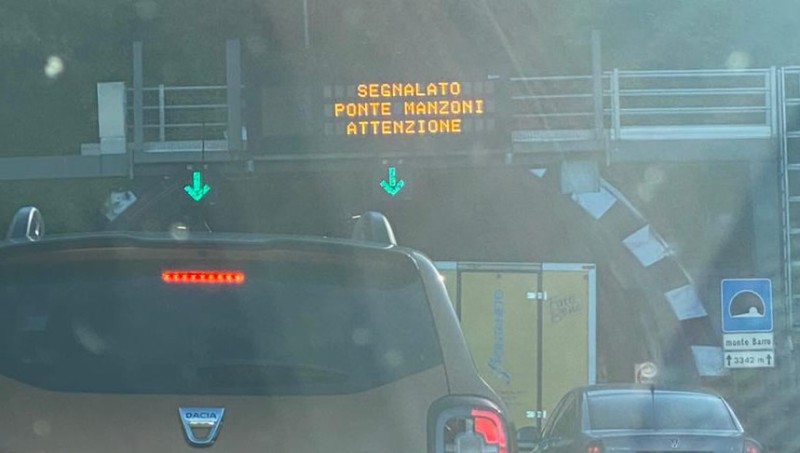 SEGNALATO
PONTE MANZONI
ATTENZIONE
monte Barro
3342 m
DACIA